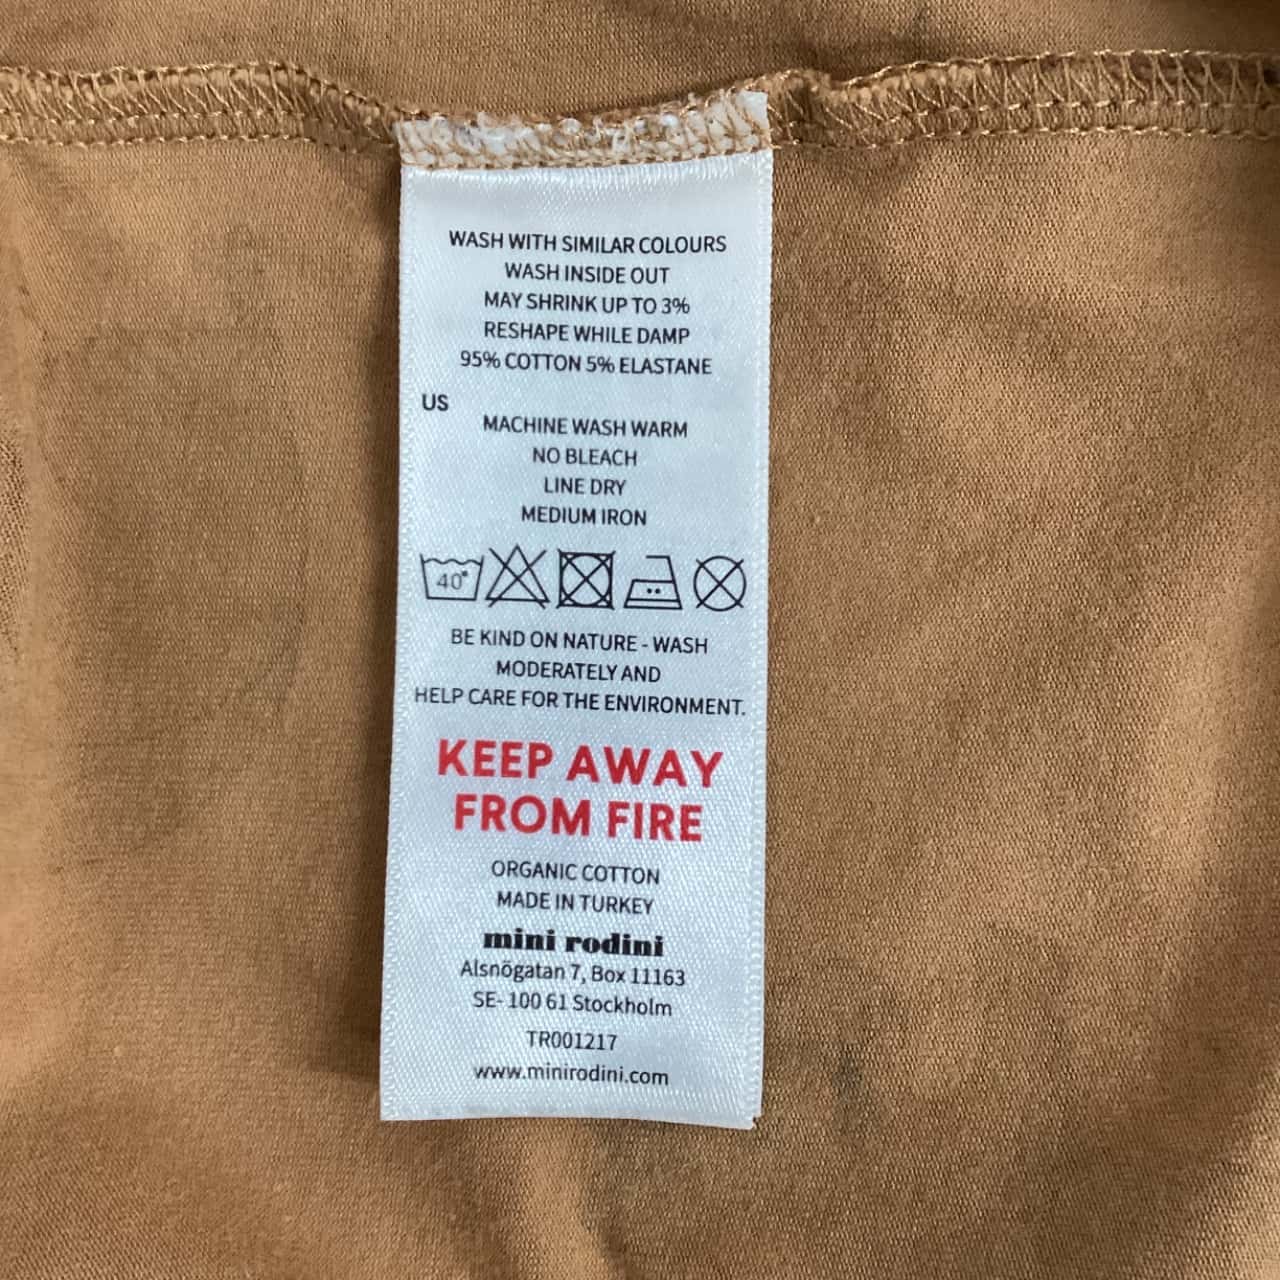 WASH WITH SIMILAR COLOURS
WASH INSIDE OUT
MAY SHRINK UP TO 3%
RESHAPE WHILE DAMP
95% COTTON 5% ELASTANE
US
MACHINE WASH WARM
NO BLEACH
LINE DRY
MEDIUM IRON
40°
BE KIND ON NATURE - WASH
MODERATELY AND
HELP CARE FOR THE ENVIRONMENT.
KEEP AWAY
FROM FIRE
ORGANIC COTTON
MADE IN TURKEY
mini rodini
Alsnögatan 7, Box 11163
SE- 100 61 Stockholm
TR001217
www.minirodini.com